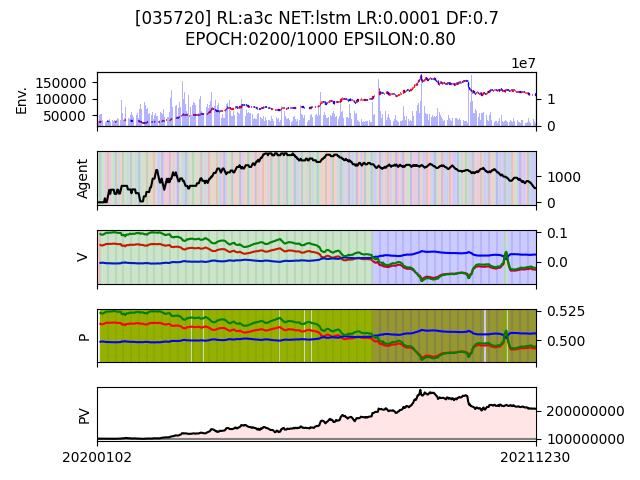 [035720] RL:a3c NET:lstm LR:0.0001 DF:0.7
EPOCH:0200/1000 EPSILON:0.80
1e7
Env.
150000
100000
50000
1
0
Agent
1000
0
V
0.1
0.0
P
0.525
0.500
PV
200000000
100000000
20200102
20211230